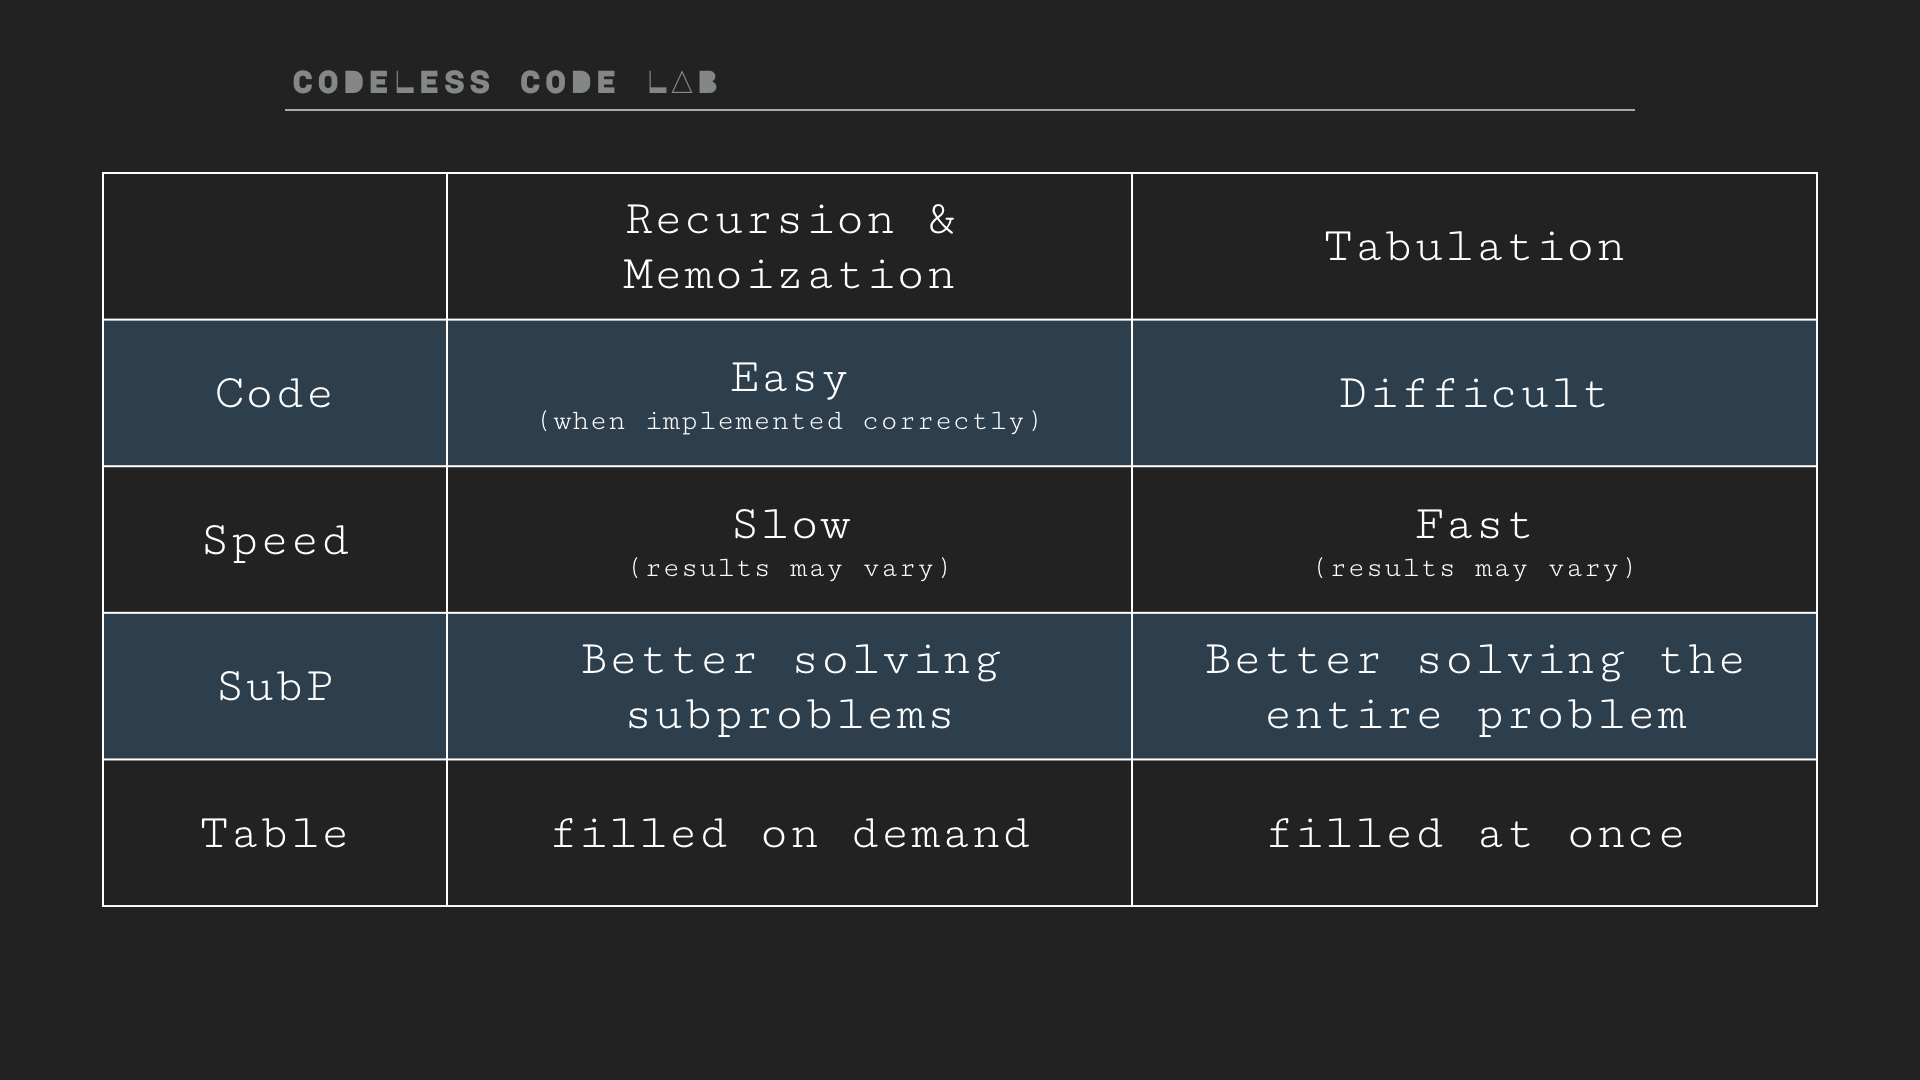 CODELESS CODE LAB
Recursion &
Memoization
Tabulation
Code
Easy
(when implemented correctly)
Difficult
Speed
Slow
(results may vary)
Fast
(results may vary)
SubP
Better solving
subproblems
Better solving the
entire problem
Table
filled on demand
filled at once